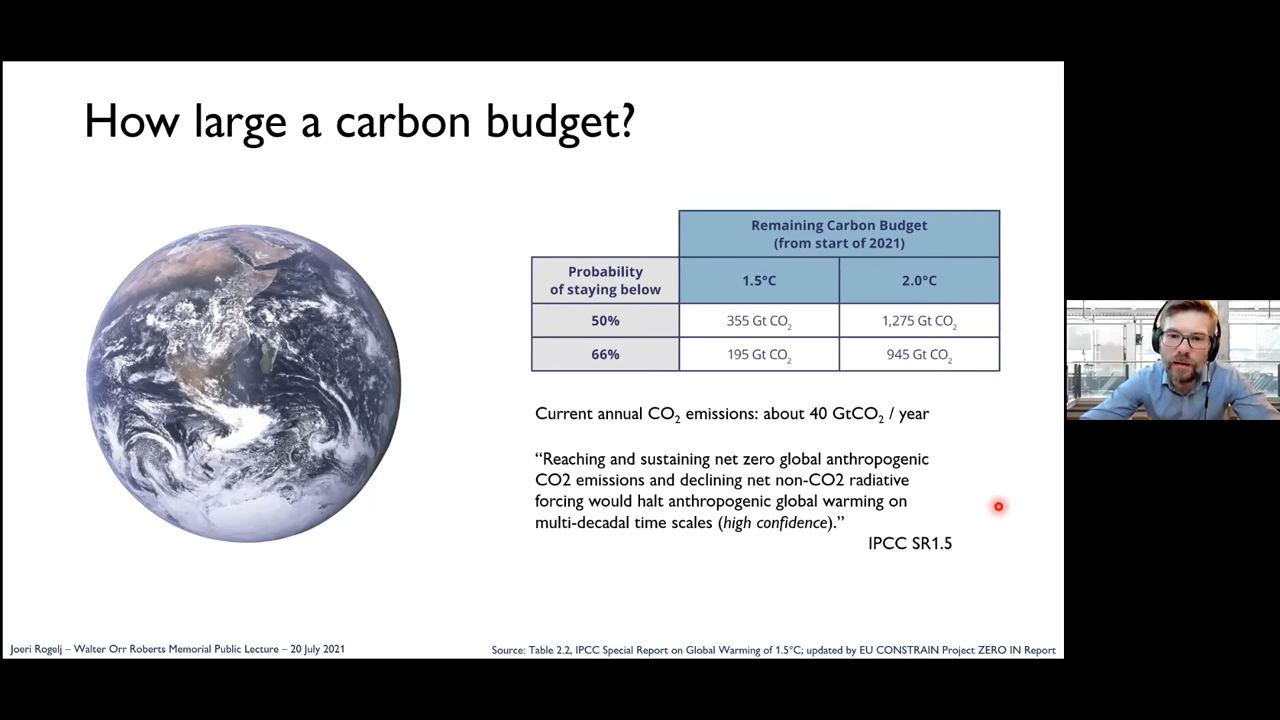 How large a carbon budget?
Remaining Carbon Budget
(from start of 2021)
Probability
of staying below
1.5°C
2.0°C
50%
355 Gt CO₂
1,275 Gt CO₂
66%
195 Gt CO₂
945 Gt CO₂
Current annual CO₂ emissions: about 40 GtCO₂ / year
“Reaching and sustaining net zero global anthropogenic
CO2 emissions and declining net non-CO2 radiative
forcing would halt anthropogenic global warming on
multi-decadal time scales (high confidence).”
IPCC SR1.5
Joeri Rogelj – Walter Orr Roberts Memorial Public Lecture – 20 July 2021
Source: Table 2.2, IPCC Special Report on Global Warming of 1.5°C; updated by EU CONSTRAIN Project ZERO IN Report